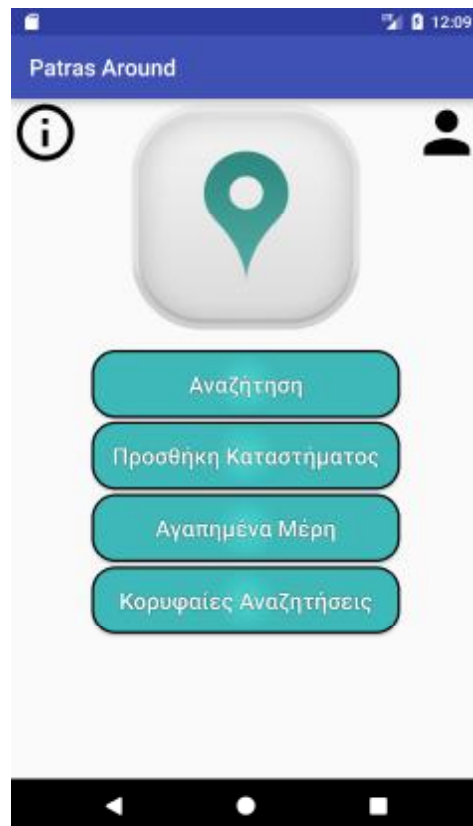 12:09
Patras Around
Αναζήτηση
Προσθήκη Καταστήματος
Αγαπημένα Μέρη
Κορυφαίες Αναζητήσεις